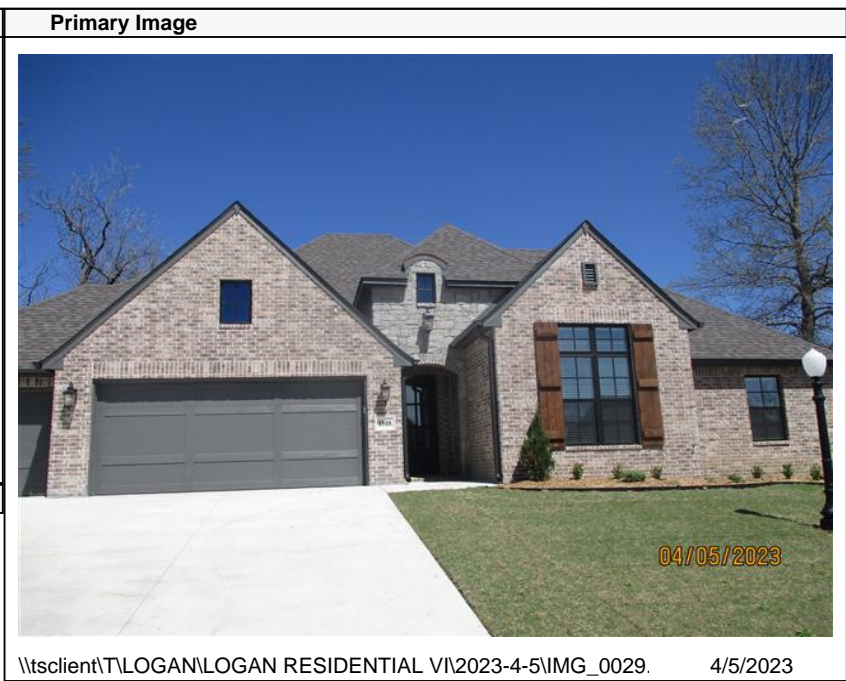 Primary Image
04/05/2023
\\tsclient\T\LOGAN\LOGAN RESIDENTIAL VI\2023-4-5\IMG_0029. 4/5/2023